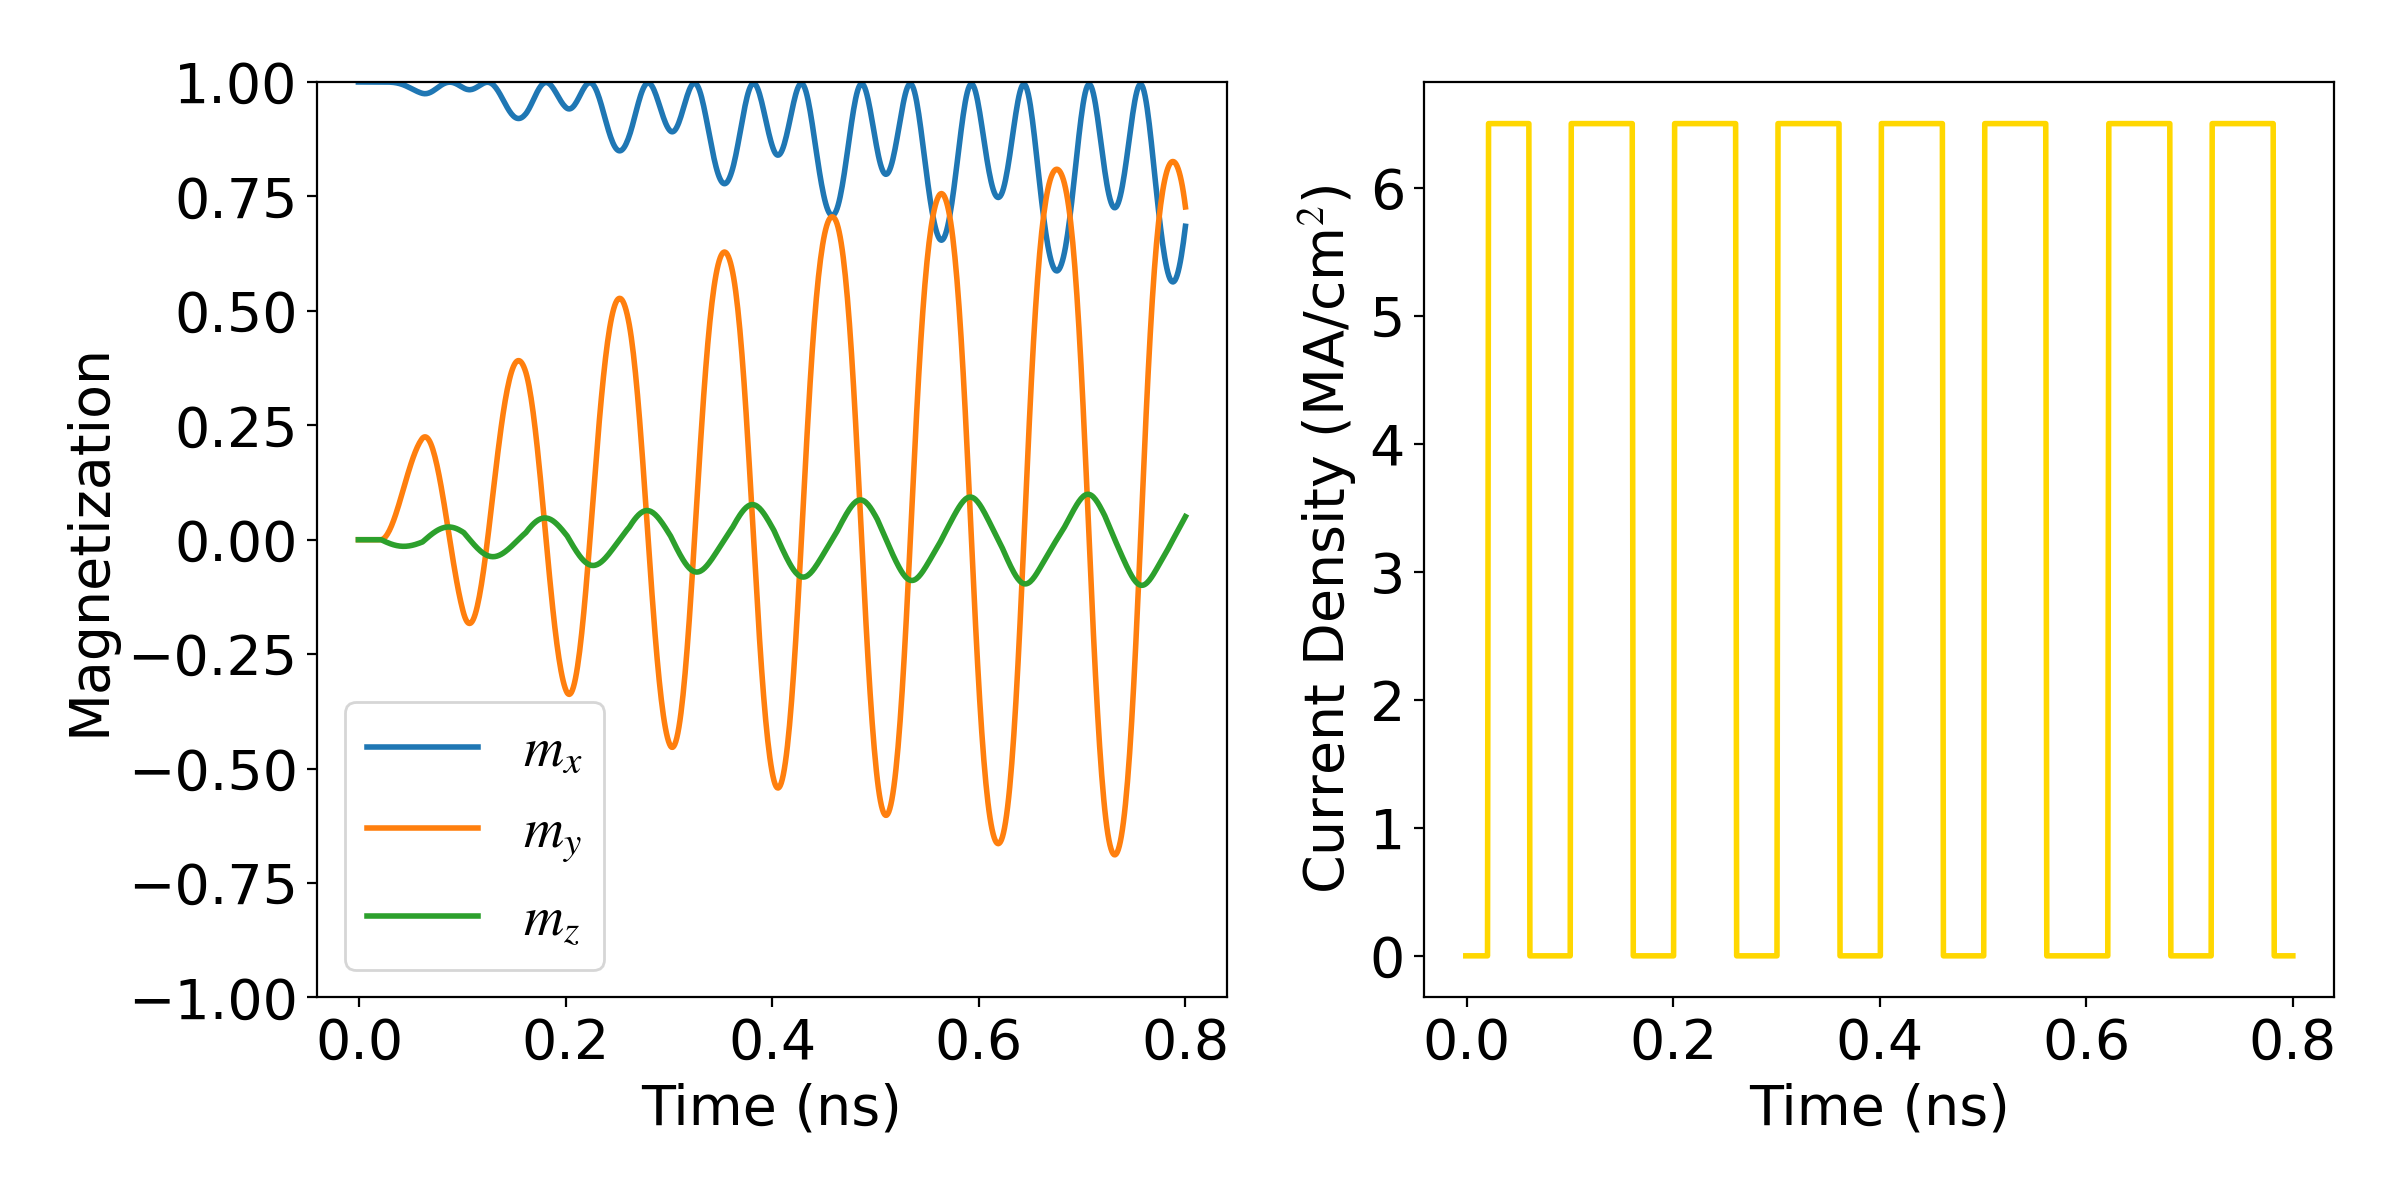 Magnetization
1.00
0.75
0.50
0.25
0.00
−0.25
−0.50
−0.75
−1.00
m_x
m_y
m_z
0.0 0.2 0.4 0.6 0.8
Time (ns)
Current Density (MA/cm²)
6
5
4
3
2
1
0
0.0 0.2 0.4 0.6 0.8
Time (ns)